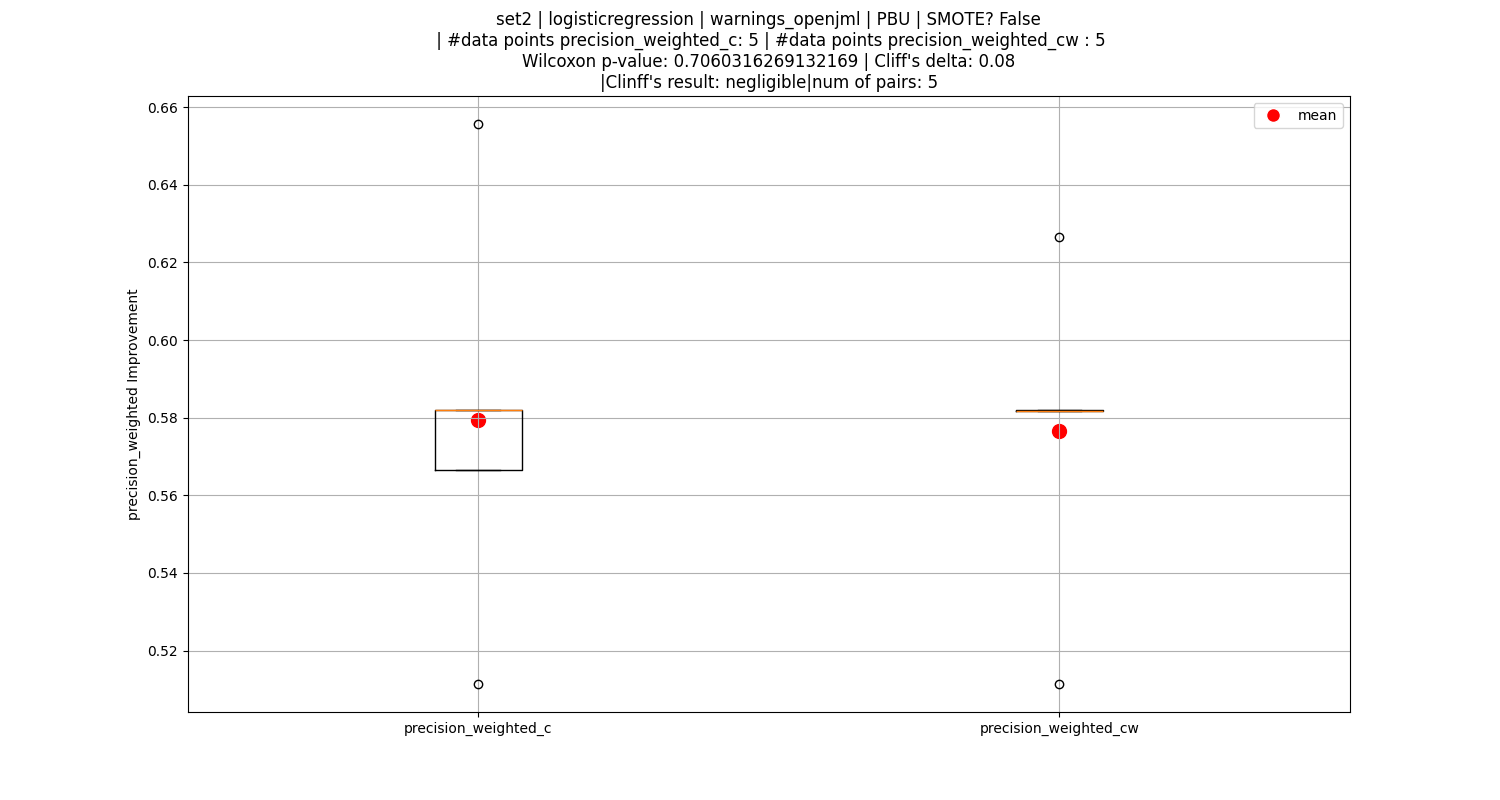 set2 | logisticregression | warnings_openjml | PBU | SMOTE? False
| #data points precision_weighted_c: 5 | #data points precision_weighted_cw : 5
Wilcoxon p-value: 0.7060316269132169 | Cliff's delta: 0.08
|Clinff's result: negligible|num of pairs: 5
mean
precision_weighted Improvement
0.66
0.64
0.62
0.60
0.58
0.56
0.54
0.52
precision_weighted_c
precision_weighted_cw